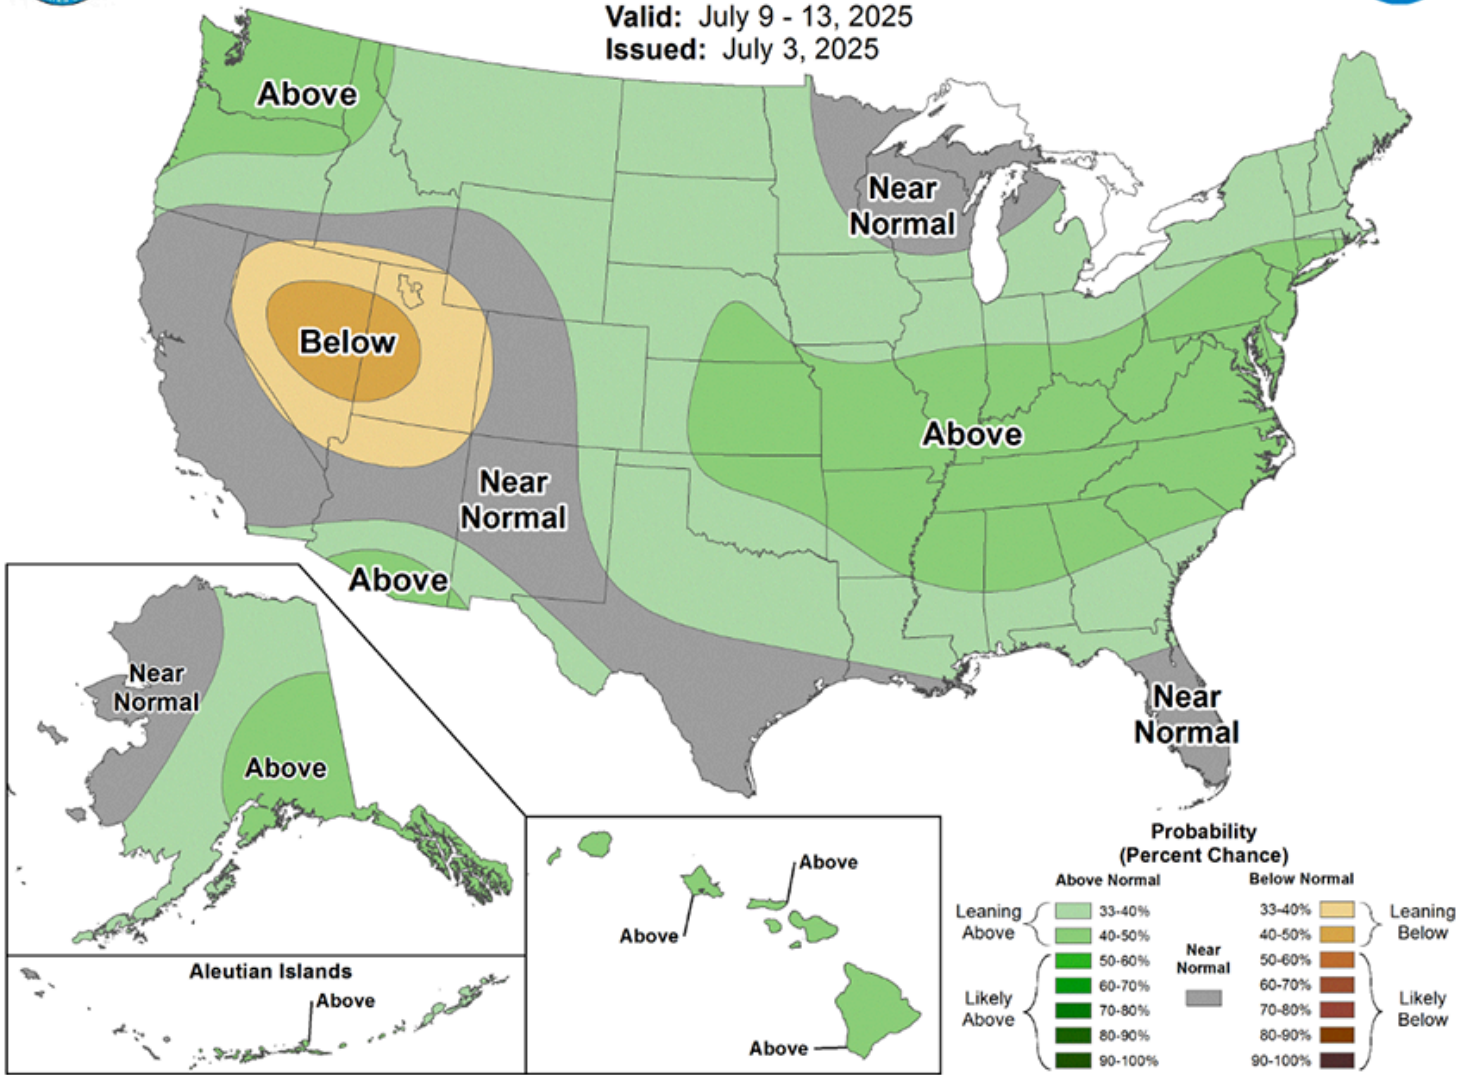 Valid: July 9 - 13, 2025
Issued: July 3, 2025
Above
Near
Normal
Below
Above
Near
Normal
Above
Near
Normal
Near
Normal
Above
Above
Above
Above
Aleutian Islands
Above
Probability
(Percent Chance)
Above Normal
Below Normal
Leaning
Above
33-40%
40-50%
Likely
Above
50-60%
60-70%
70-80%
80-90%
90-100%
Near
Normal
33-40%
40-50%
Leaning
Below
50-60%
60-70%
70-80%
80-90%
90-100%
Likely
Below